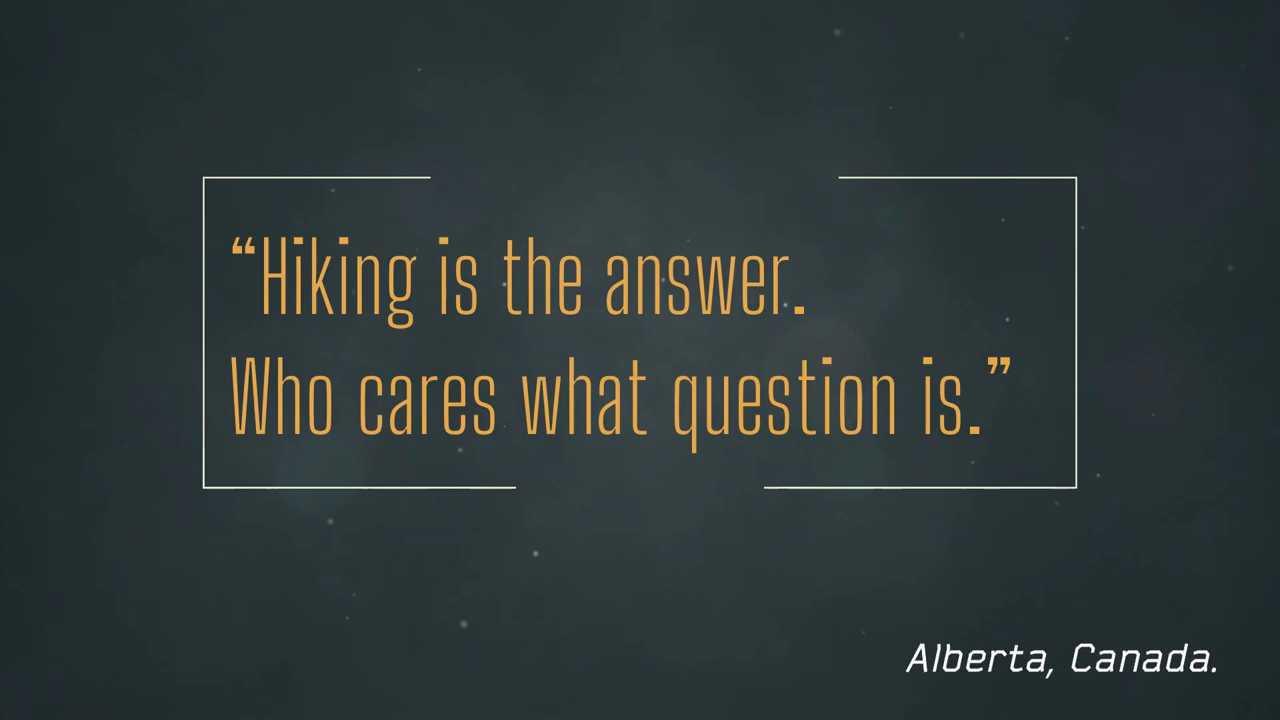 “Hiking is the answer.
Who cares what question is.”
Alberta, Canada.